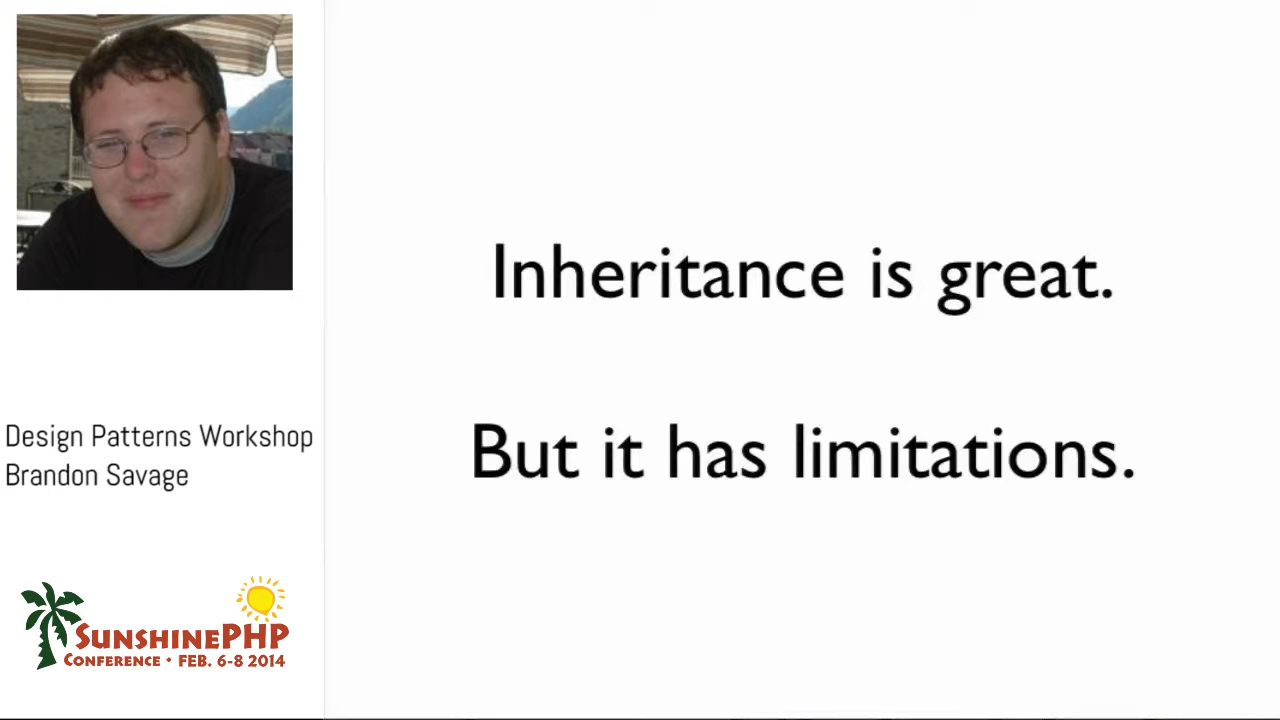 Inheritance is great.
But it has limitations.
Design Patterns Workshop
Brandon Savage
SUNSHINEPHP
CONFERENCE • FEB. 6-8 2014